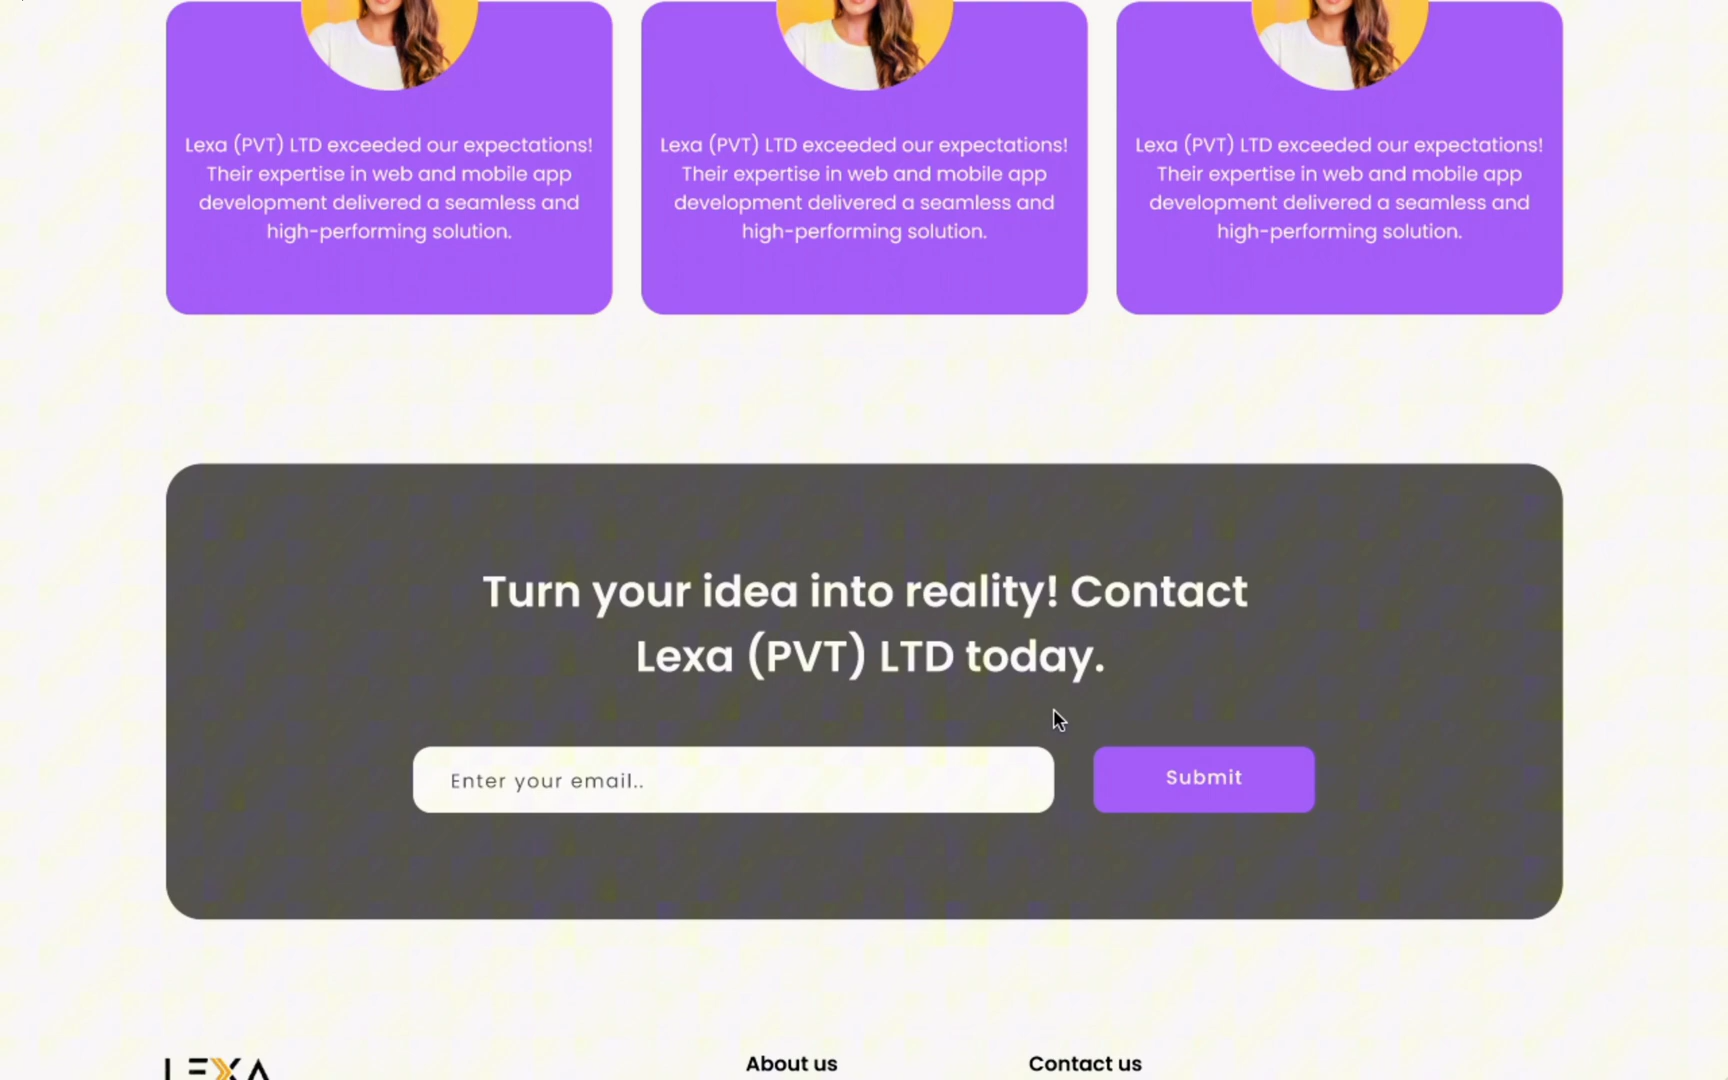 Lexa (PVT) LTD exceeded our expectations!
Their expertise in web and mobile app
development delivered a seamless and
high-performing solution.
Lexa (PVT) LTD exceeded our expectations!
Their expertise in web and mobile app
development delivered a seamless and
high-performing solution.
Lexa (PVT) LTD exceeded our expectations!
Their expertise in web and mobile app
development delivered a seamless and
high-performing solution.
Turn your idea into reality! Contact
Lexa (PVT) LTD today.
Enter your email..
Submit
LEXA
About us
Contact us